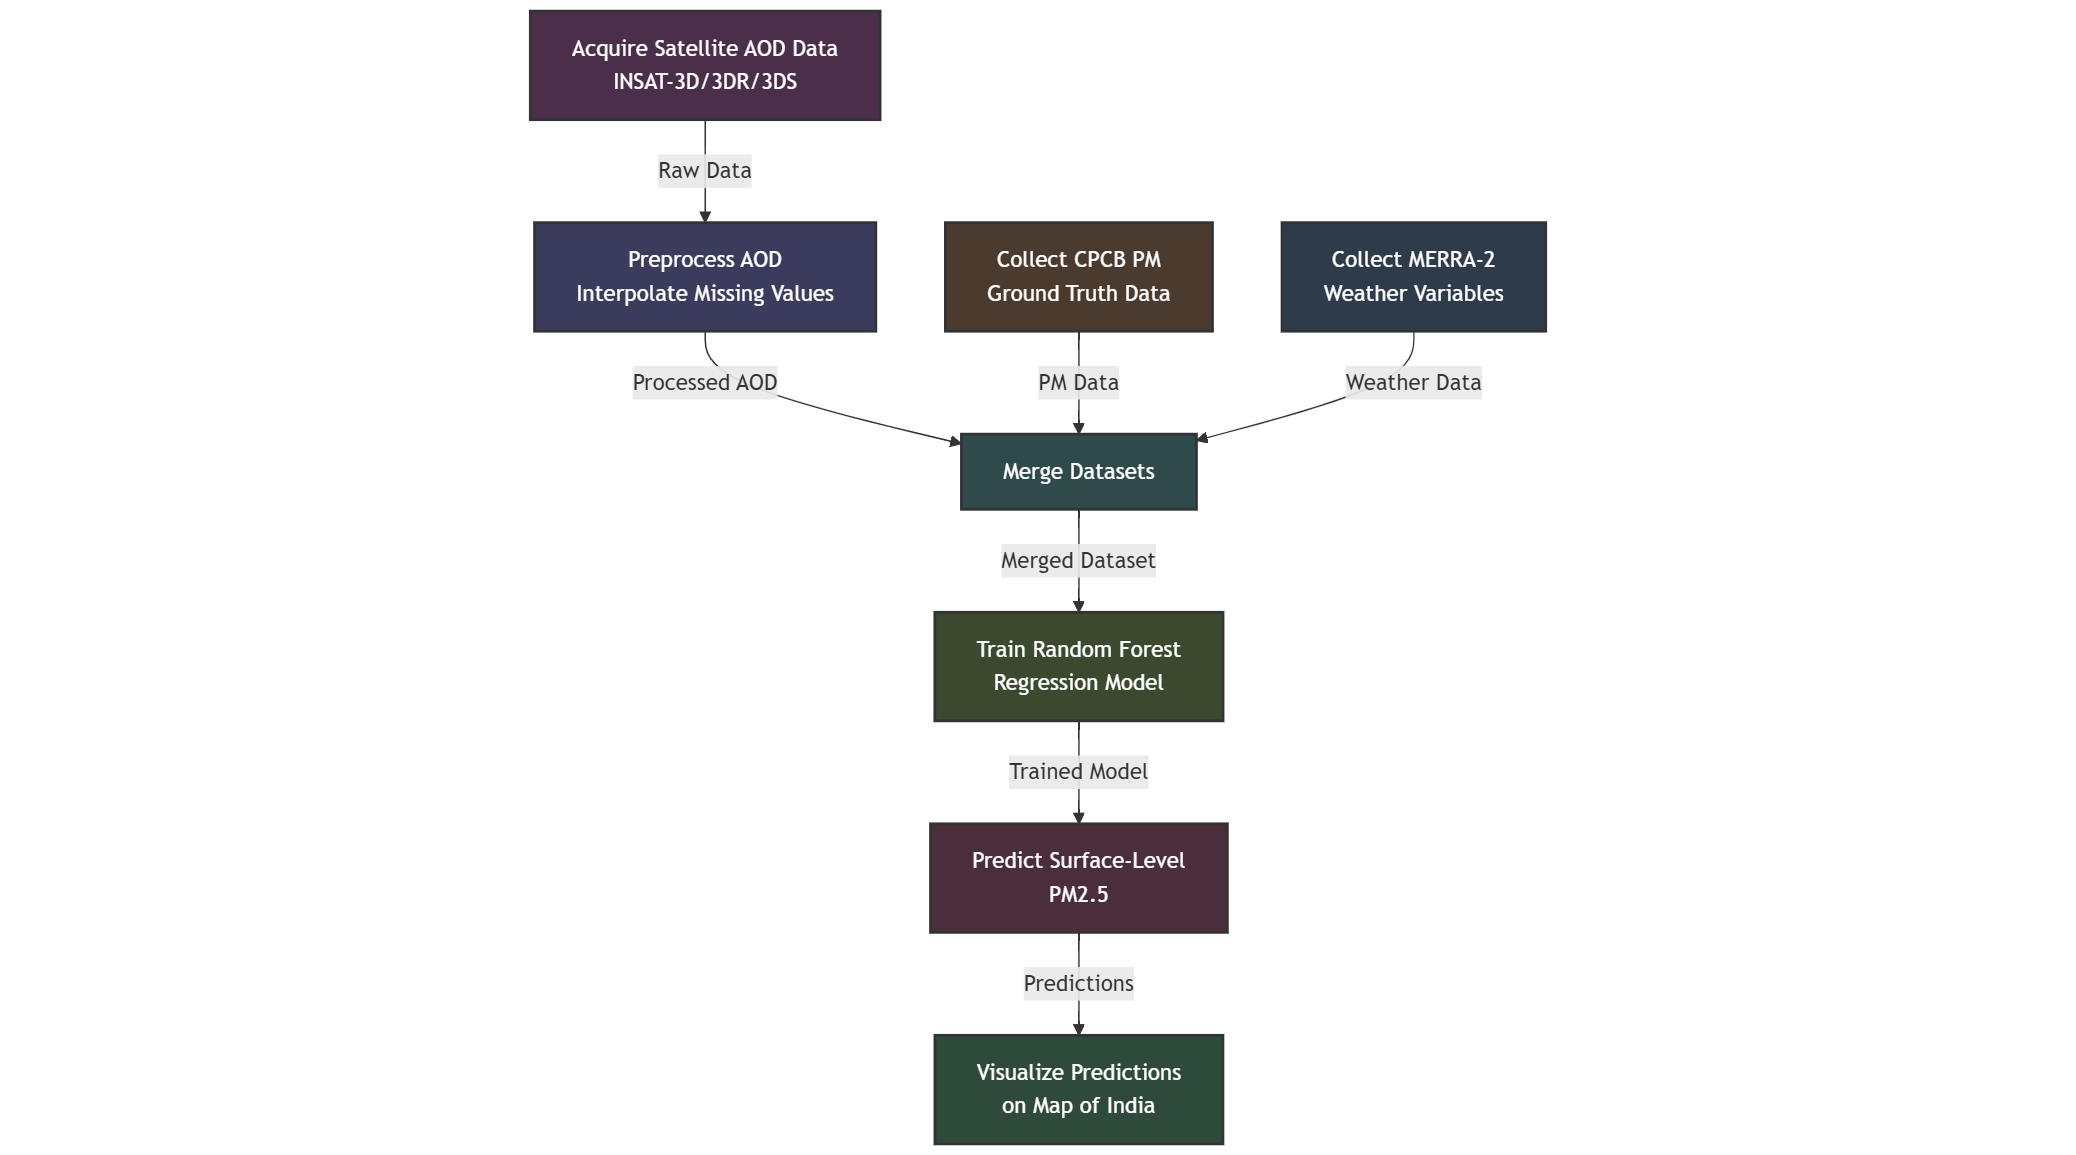 Acquire Satellite AOD Data
INSAT-3D/3DR/3DS
Raw Data
Preprocess AOD
Interpolate Missing Values
Collect CPCB PM
Ground Truth Data
Collect MERRA-2
Weather Variables
Processed AOD
PM Data
Weather Data
Merge Datasets
Merged Dataset
Train Random Forest
Regression Model
Trained Model
Predict Surface-Level
PM2.5
Predictions
Visualize Predictions
on Map of India